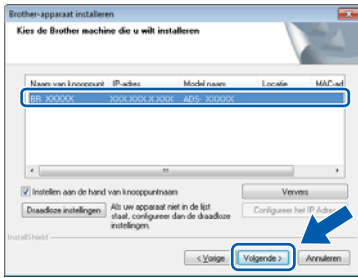 Brother-apparaat installeren
Kies de Brother machine die u wilt installeren
Naam van knooppunt IP-adres Model naam Locatie MAC-ad
BR XXXXX XXX.XXX.X.XXX ADS- XXXXX
Instellen aan de hand van knooppuntnaam
Ververs
Draadloze instellingen
Als uw apparaat niet in de lijst
staat, configureer dan de draadloze
instellingen.
Configureer het IP Adres
InstallShield
< Vorige
Volgende >
Annuleren